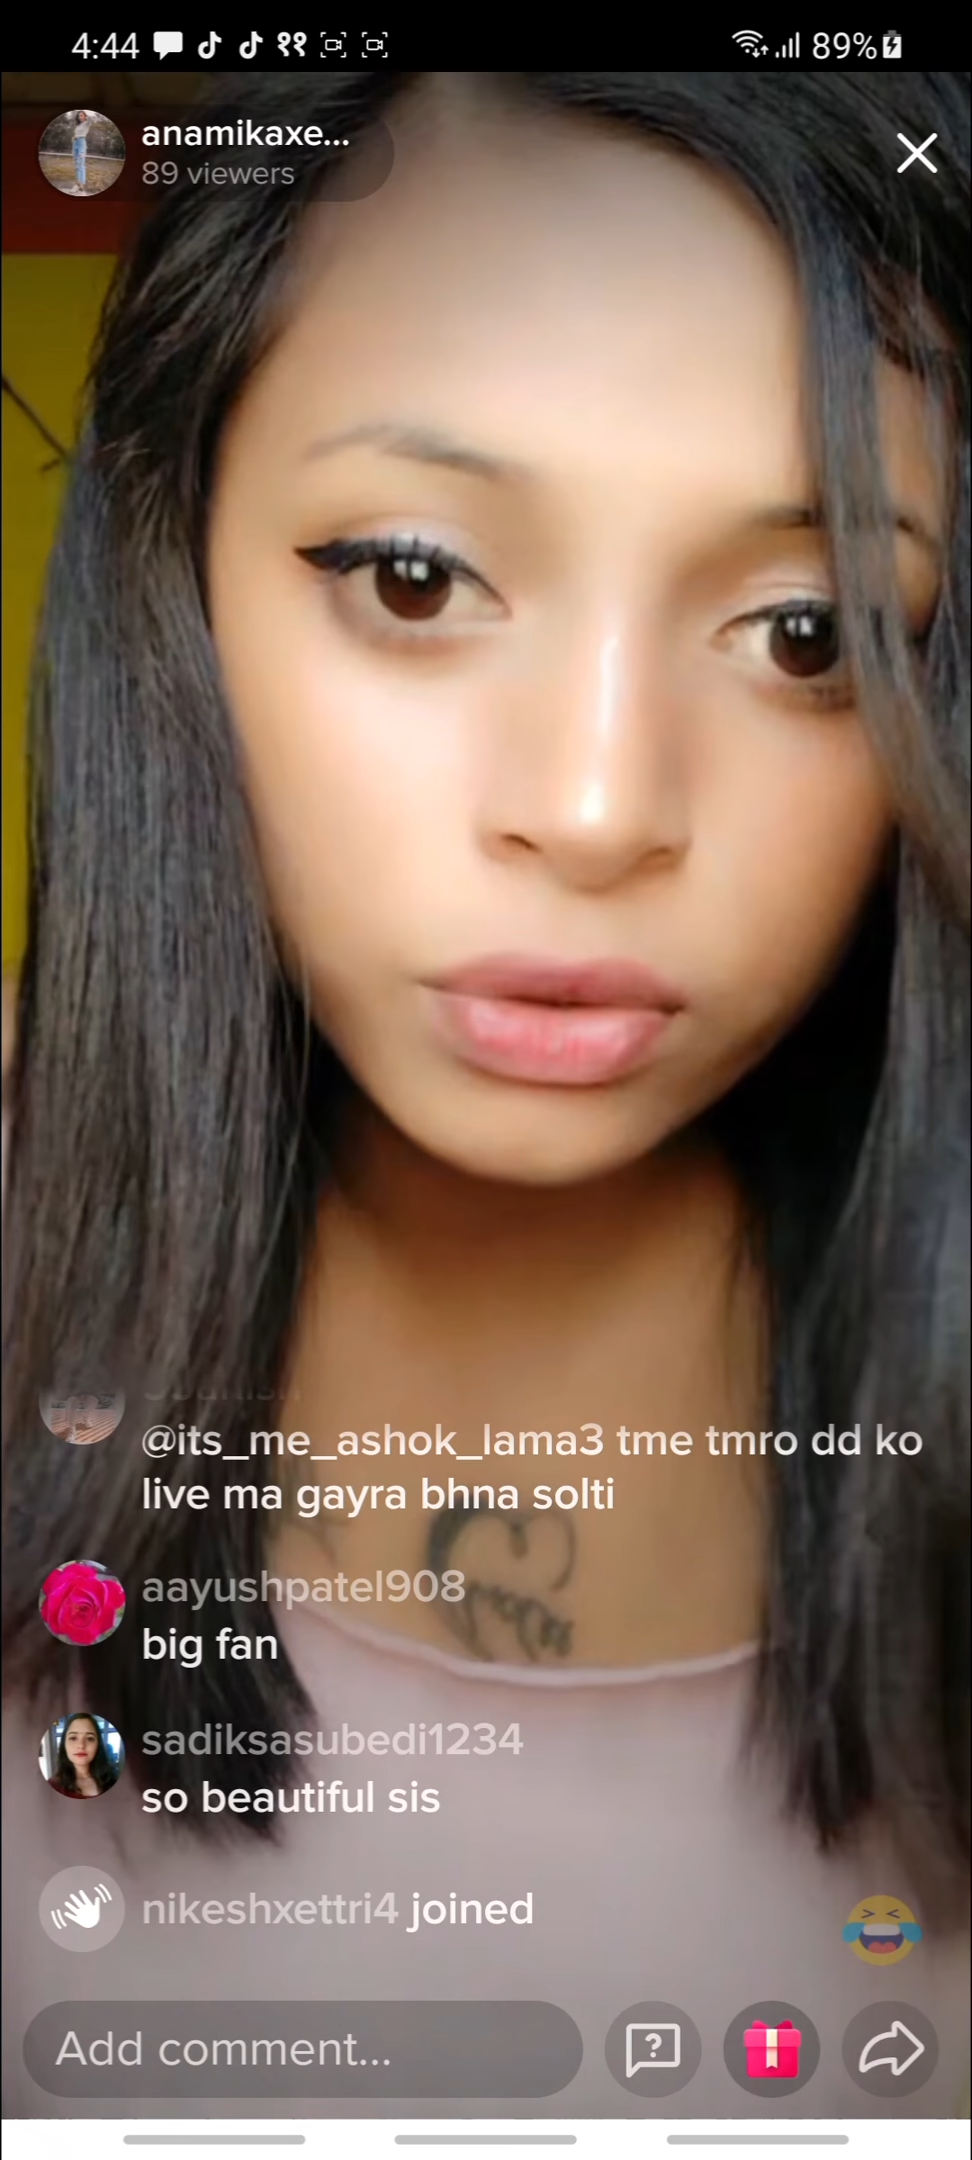 4:44 89%
anamikaxe...
89 viewers
@its_me_ashok_lama3 tme tmro dd ko
live ma gayra bhna solti
aayushpatel908
big fan
sadiksasubedi1234
so beautiful sis
nikeshxettri4 joined
Add comment...